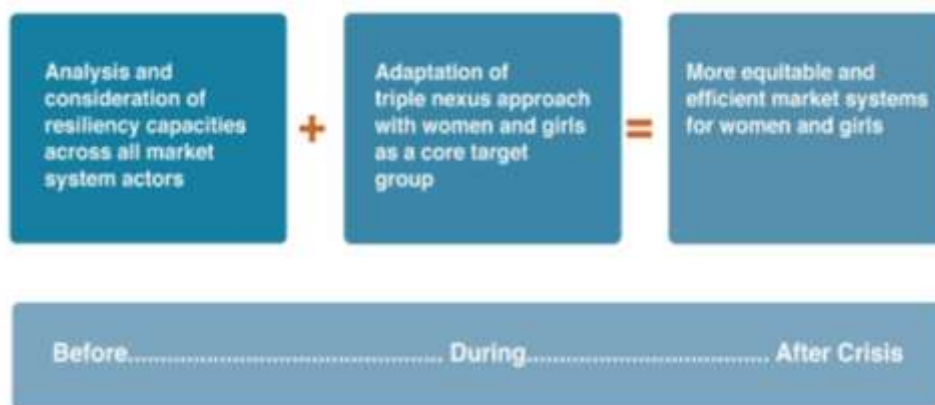 Analysis and
consideration of
resiliency capacities
across all market
system actors
+
Adaptation of
triple nexus approach
with women and girls
as a core target
group
=
More equitable and
efficient market systems
for women and girls
Before................................................ During..................................... After Crisis